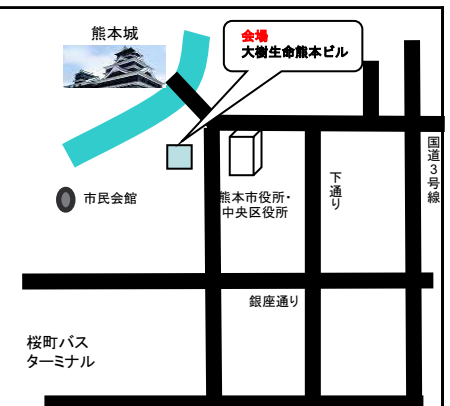 熊本城
会場
大樹生命熊本ビル
国道3号線
下通り
市民会館
熊本市役所・
中央区役所
銀座通り
桜町バス
ターミナル